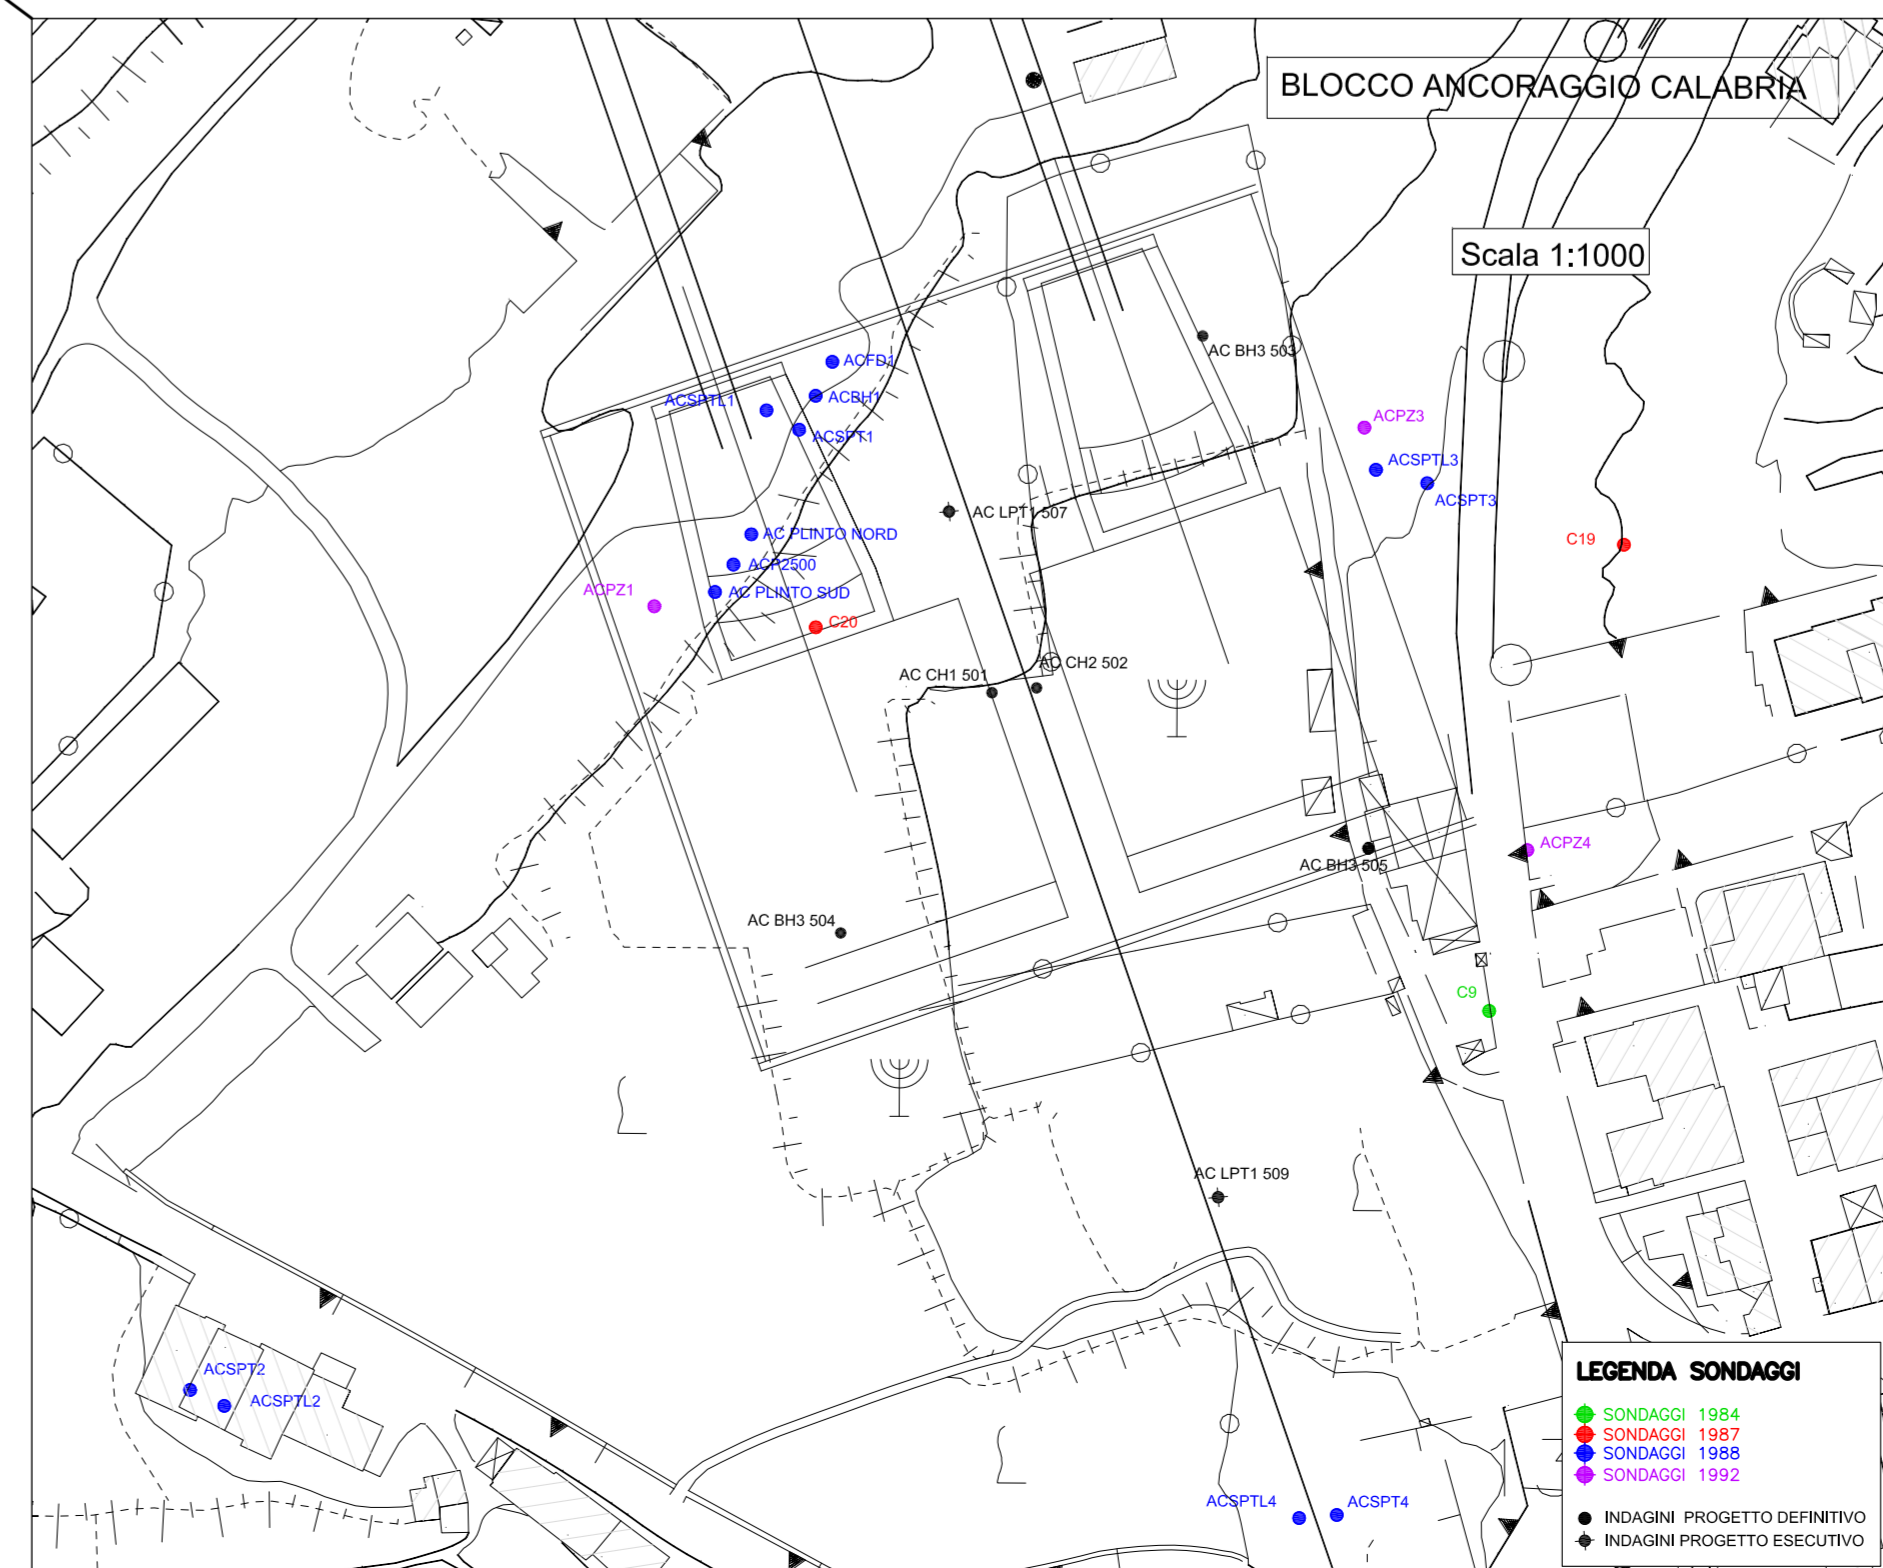 BLOCCO ANCORAGGIO CALABRIA
Scala 1:1000
AC BH3 503
ACFD1
ACBH1
ACSPTL1
ACSPT1
ACPZ3
ACSPTL3
ACSPT3
AC LPT1 507
AC PLINTO NORD
C19
ACP2500
ACPZ1
AC PLINTO SUD
C20
AC CH1 501
AC CH2 502
ACPZ4
AC BH3 505
AC BH3 504
C9
AC LPT1 509
ACSPT2
ACSPTL2
ACSPTL4
ACSPT4
LEGENDA SONDAGGI
SONDAGGI 1984
SONDAGGI 1987
SONDAGGI 1988
SONDAGGI 1992
INDAGINI PROGETTO DEFINITIVO
INDAGINI PROGETTO ESECUTIVO